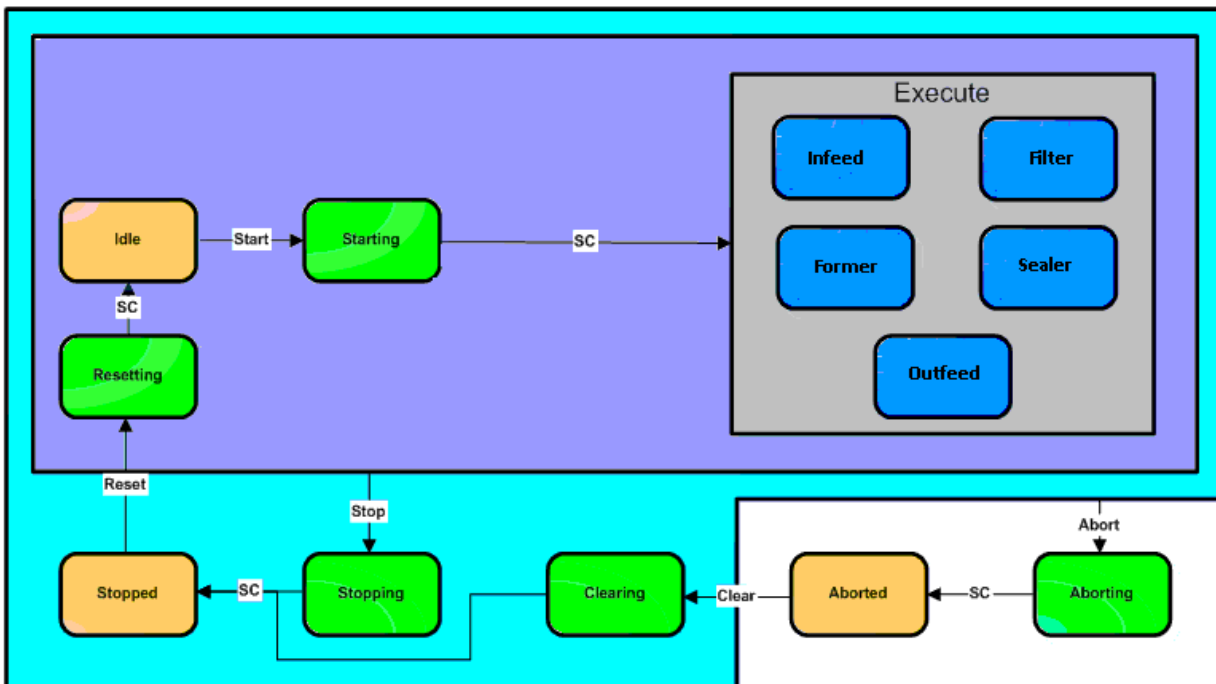 Execute
Infeed
Filter
Idle
Start
Starting
SC
Former
Sealer
SC
Resetting
Outfeed
Reset
Stop
Abort
Stopped
SC
Stopping
Clearing
Clear
Aborted
SC
Aborting